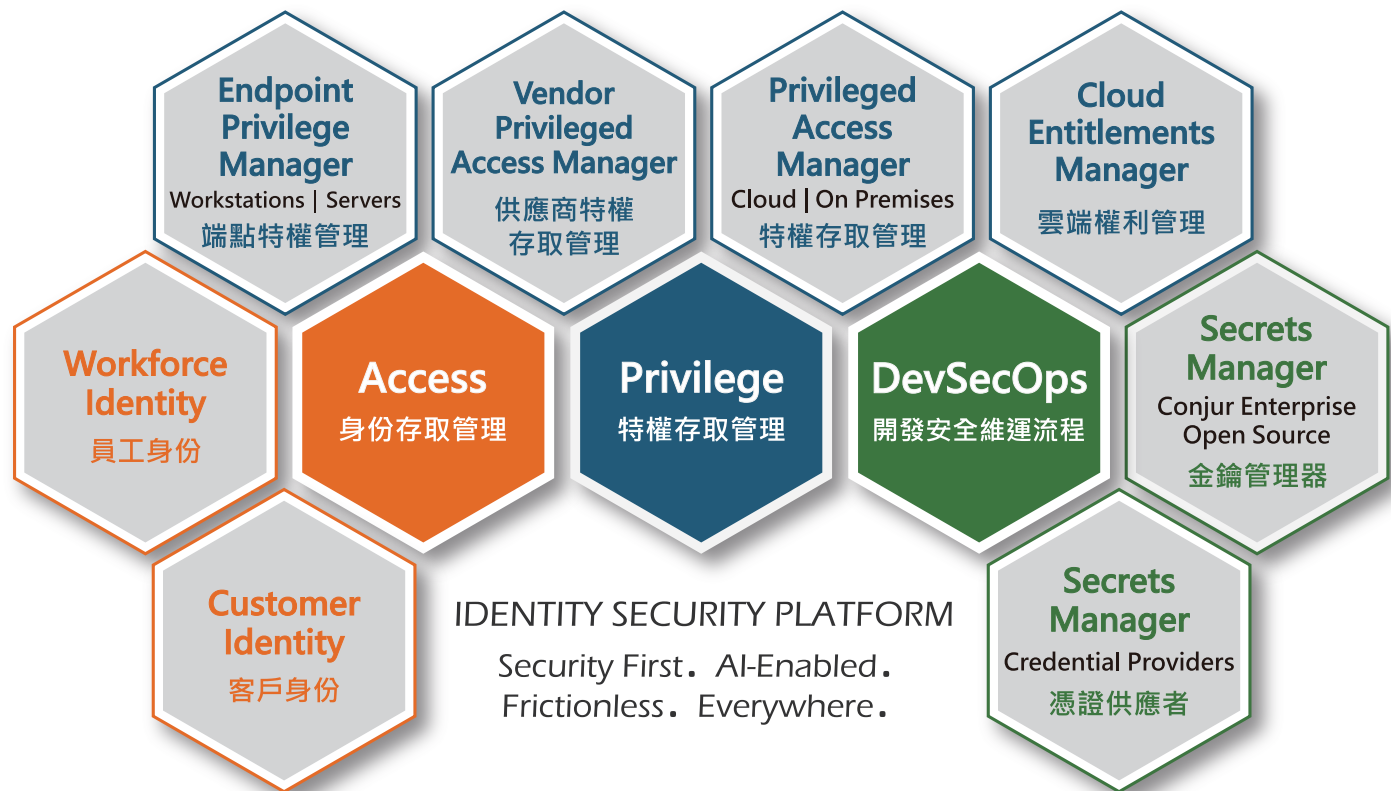 Endpoint
Privilege
Manager
Workstations | Servers
端點特權管理
Vendor
Privileged
Access Manager
供應商特權
存取管理
Privileged
Access
Manager
Cloud | On Premises
特權存取管理
Cloud
Entitlements
Manager
雲端權利管理
Workforce
Identity
員工身份
Access
身份存取管理
Privilege
特權存取管理
DevSecOps
開發安全維運流程
Secrets
Manager
Conjur Enterprise
Open Source
金鑰管理器
Customer
Identity
客戶身份
IDENTITY SECURITY PLATFORM
Security First. AI-Enabled.
Frictionless. Everywhere.
Secrets
Manager
Credential Providers
憑證供應者